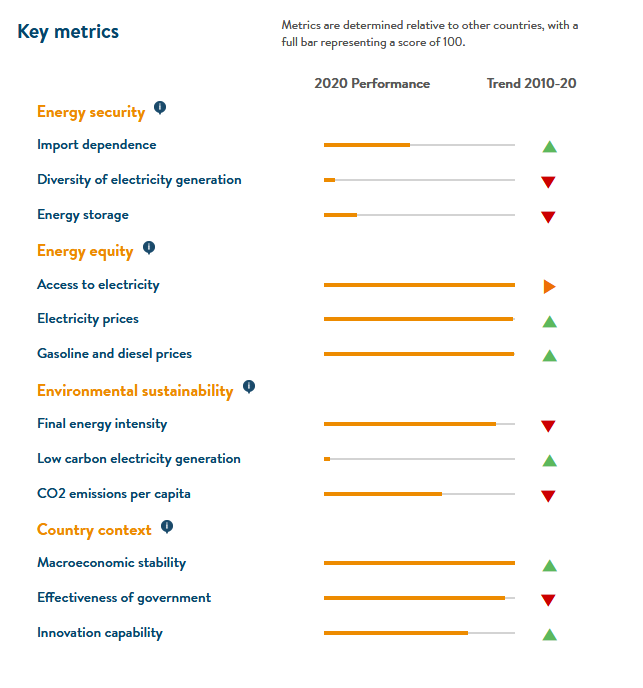 Key metrics
Metrics are determined relative to other countries, with a
full bar representing a score of 100.
2020 Performance
Trend 2010-20
Energy security i
Import dependence
Diversity of electricity generation
Energy storage
Energy equity i
Access to electricity
Electricity prices
Gasoline and diesel prices
Environmental sustainability i
Final energy intensity
Low carbon electricity generation
CO2 emissions per capita
Country context i
Macroeconomic stability
Effectiveness of government
Innovation capability